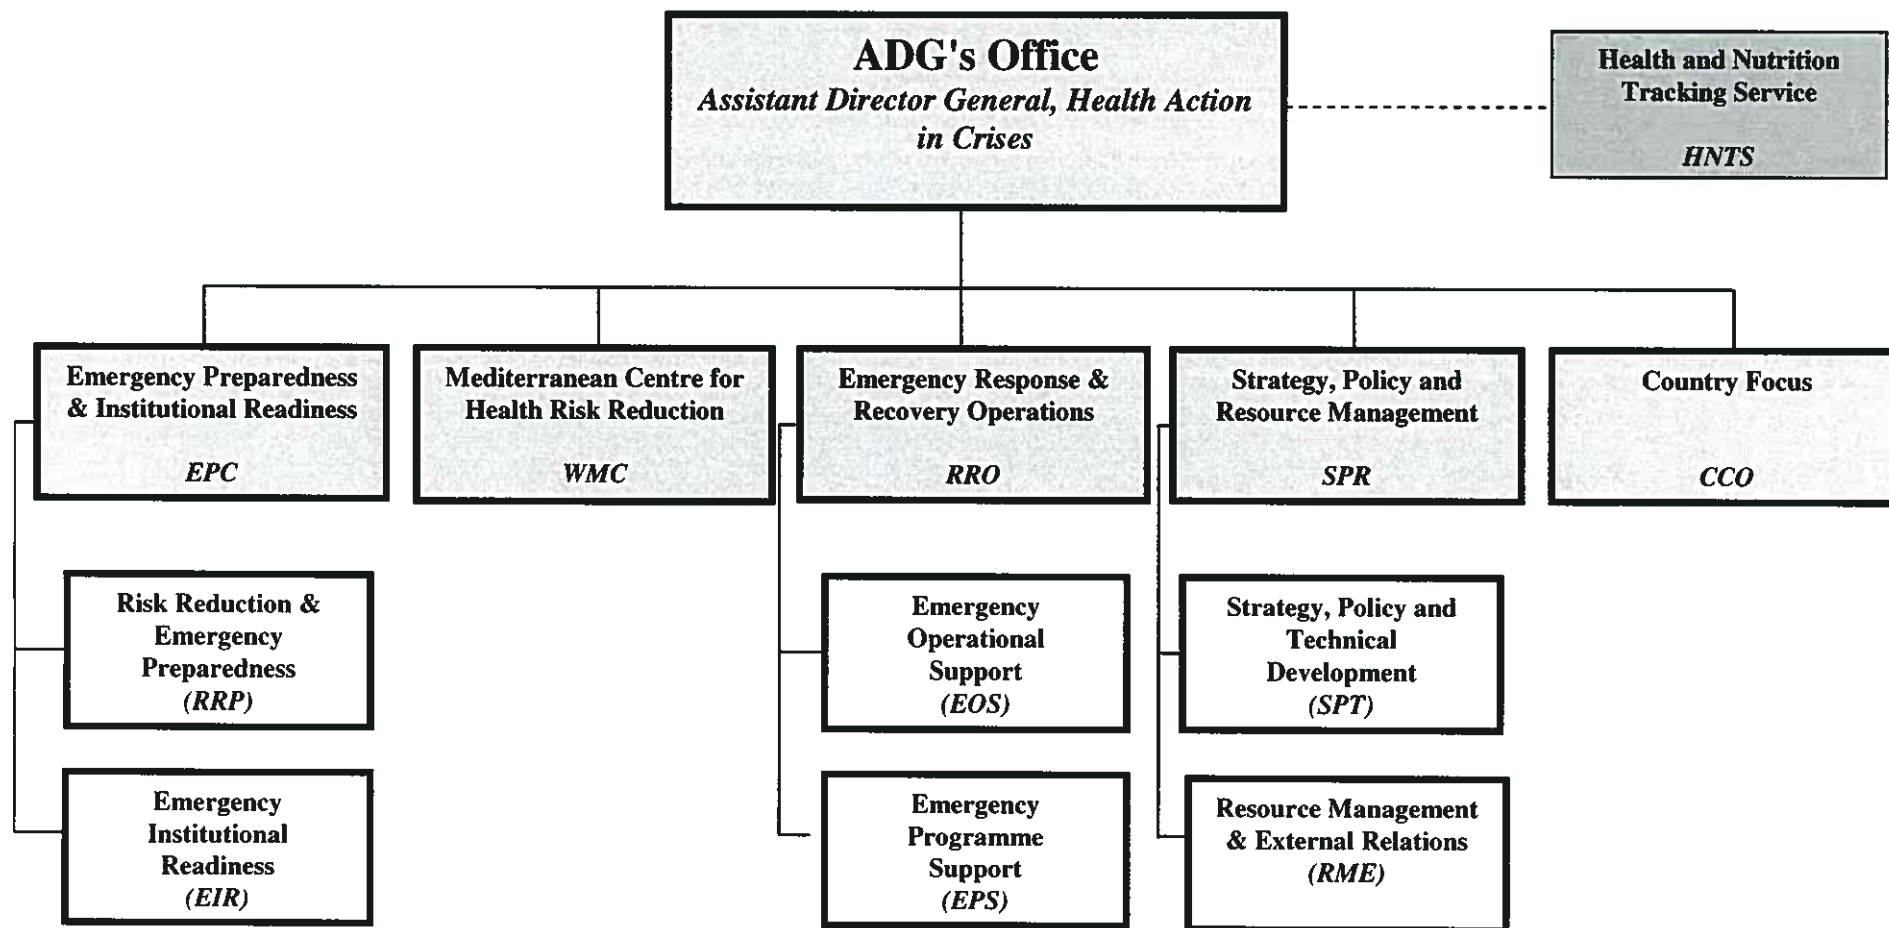 ADG's Office
Assistant Director General, Health Action
in Crises
Health and Nutrition
Tracking Service
HNTS
Emergency Preparedness
& Institutional Readiness
EPC
Mediterranean Centre for
Health Risk Reduction
WMC
Emergency Response &
Recovery Operations
RRO
Strategy, Policy and
Resource Management
SPR
Country Focus
CCO
Risk Reduction &
Emergency
Preparedness
(RRP)
Emergency
Operational
Support
(EOS)
Strategy, Policy and
Technical
Development
(SPT)
Emergency
Institutional
Readiness
(EIR)
Emergency
Programme
Support
(EPS)
Resource Management
& External Relations
(RME)